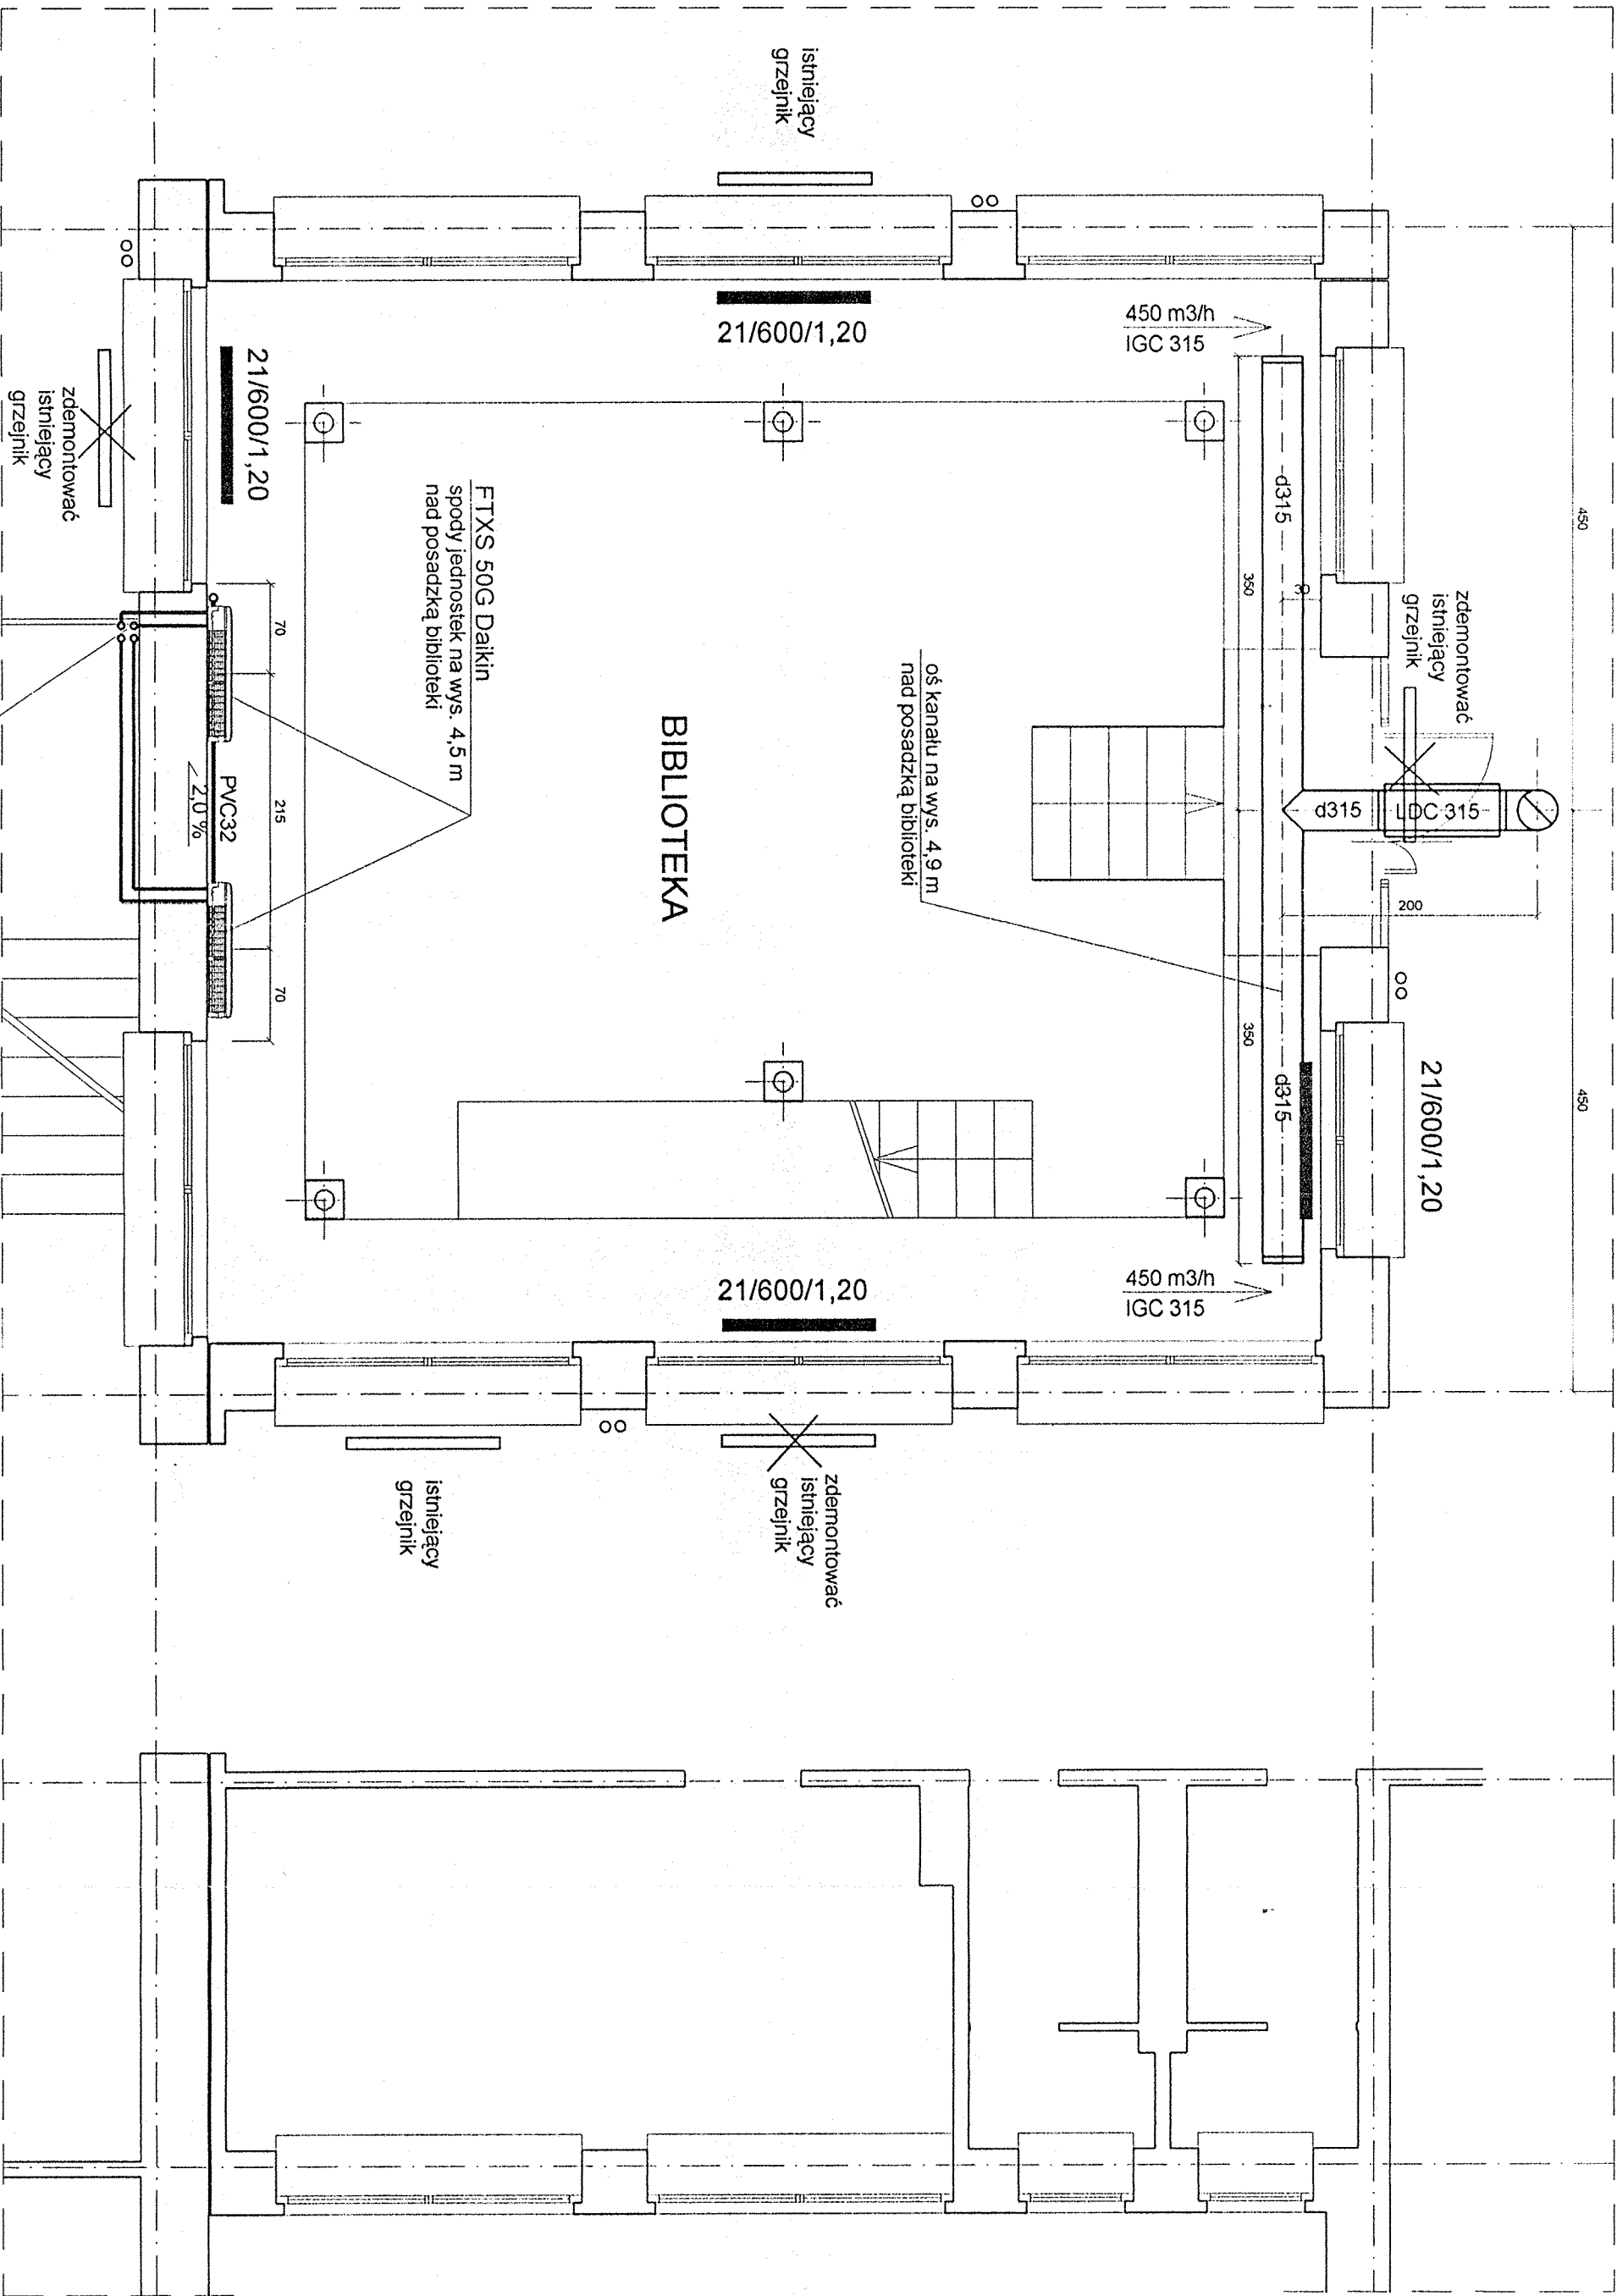 istniejący
grzejnik
21/600/1,20
450 m3/h
IGC 315
450
zdemontować
istniejący
grzejnik
21/600/1,20
zdemontować
istniejący
grzejnik
d315
350
30
d315
LDC 315
200
FTXS 50G Daikin
spody jednostek na wys. 4,5 m
nad posadzką biblioteki
oś kanału na wys. 4,9 m
nad posadzką biblioteki
BIBLIOTEKA
70
215
70
PVC32
2,0 %
350
d315
21/600/1,20
450
21/600/1,20
450 m3/h
IGC 315
istniejący
grzejnik
zdemontować
istniejący
grzejnik